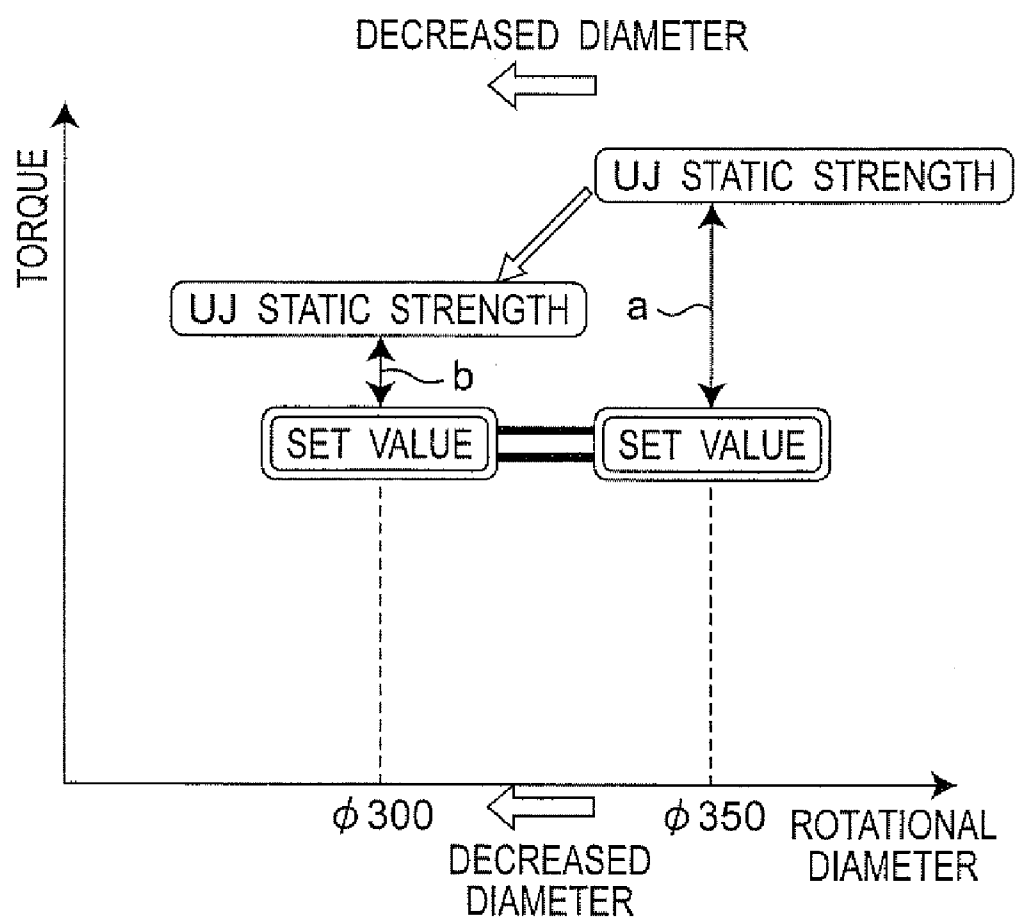 DECREASED DIAMETER
TORQUE
UJ STATIC STRENGTH
UJ STATIC STRENGTH
a
b
SET VALUE
SET VALUE
ϕ300
ϕ350
ROTATIONAL
DIAMETER
DECREASED
DIAMETER